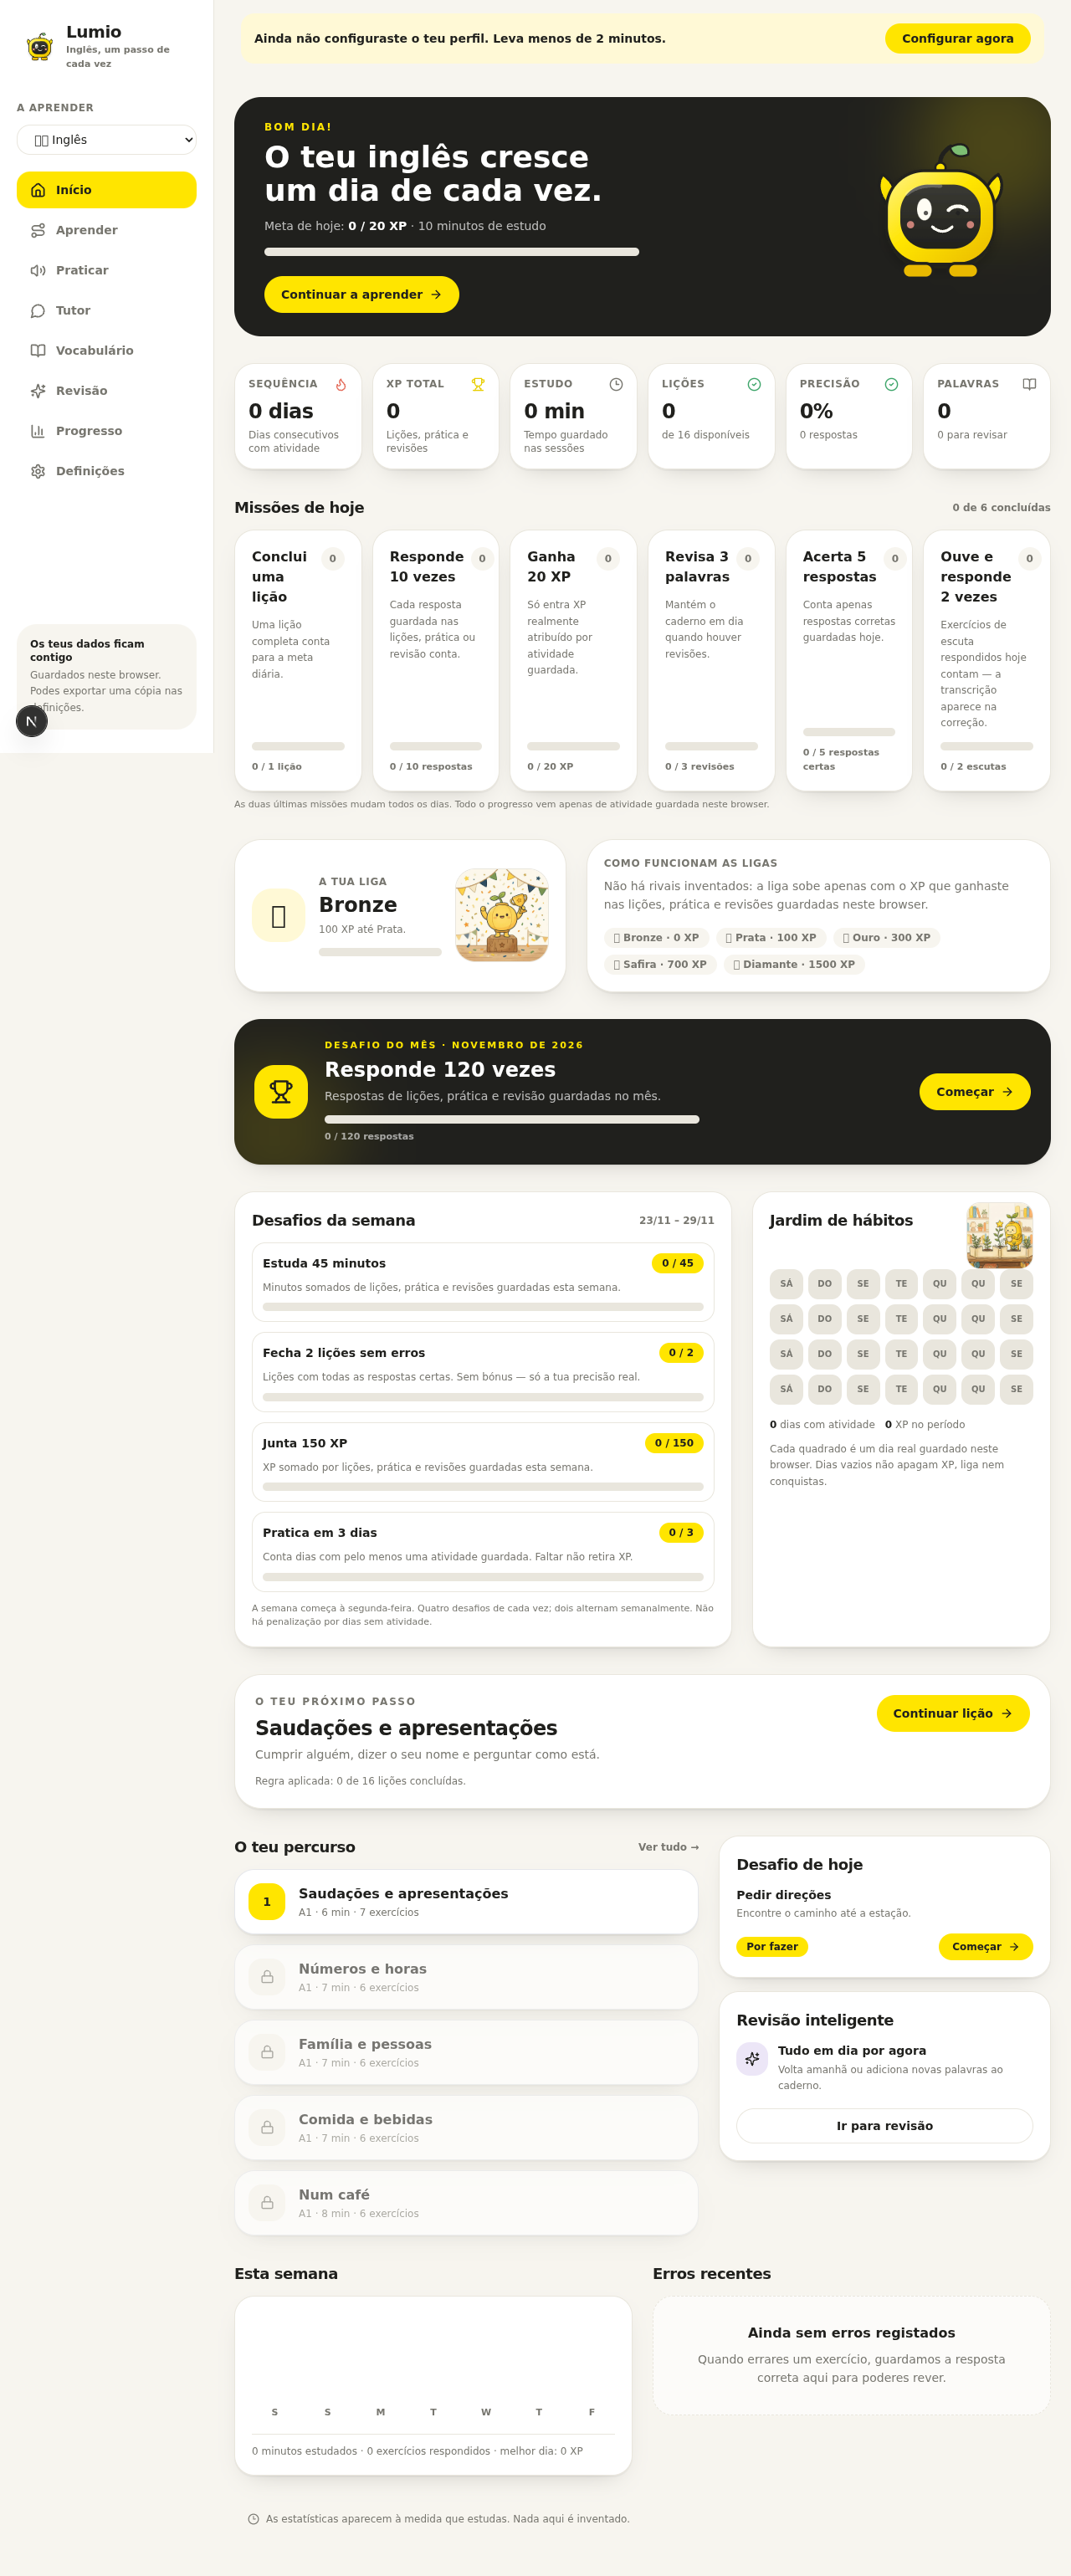 Lumio
Inglês, um passo de
cada vez
A APRENDER
Inglês
Início
Aprender
Praticar
Tutor
Vocabulário
Revisão
Progresso
Definições
Os teus dados ficam
contigo
Guardados neste browser.
Podes exportar uma cópia nas
definições.
N
Ainda não configuraste o teu perfil. Leva menos de 2 minutos.
Configurar agora
BOM DIA!
O teu inglês cresce
um dia de cada vez.
Meta de hoje: 0 / 20 XP · 10 minutos de estudo
Continuar a aprender →
SEQUÊNCIA
0 dias
Dias consecutivos
com atividade
XP TOTAL
0
Lições, prática e
revisões
ESTUDO
0 min
Tempo guardado
nas sessões
LIÇÕES
0
de 16 disponíveis
PRECISÃO
0%
0 respostas
PALAVRAS
0
0 para revisar
Missões de hoje
0 de 6 concluídas
Conclui
uma
lição
0
Uma lição
completa conta
para a meta
diária.
0 / 1 lição
Responde
10 vezes
0
Cada resposta
guardada nas
lições, prática ou
revisão conta.
0 / 10 respostas
Ganha
20 XP
0
Só entra XP
realmente
atribuído por
atividade
guardada.
0 / 20 XP
Revisa 3
palavras
0
Mantém o
caderno em dia
quando houver
revisões.
0 / 3 revisões
Acerta 5
respostas
0
Conta apenas
respostas corretas
guardadas hoje.
0 / 5 respostas
certas
Ouve e
responde
2 vezes
0
Exercícios de
escuta
respondidos hoje
contam — a
transcrição
aparece na
correção.
0 / 2 escutas
As duas últimas missões mudam todos os dias. Todo o progresso vem apenas de atividade guardada neste browser.
A TUA LIGA
Bronze
100 XP até Prata.
COMO FUNCIONAM AS LIGAS
Não há rivais inventados: a liga sobe apenas com o XP que ganhaste
nas lições, prática e revisões guardadas neste browser.
Bronze · 0 XP
Prata · 100 XP
Ouro · 300 XP
Safira · 700 XP
Diamante · 1500 XP
DESAFIO DO MÊS · NOVEMBRO DE 2026
Responde 120 vezes
Respostas de lições, prática e revisão guardadas no mês.
0 / 120 respostas
Começar →
Desafios da semana
23/11 – 29/11
Estuda 45 minutos
0 / 45
Minutos somados de lições, prática e revisões guardadas esta semana.
Fecha 2 lições sem erros
0 / 2
Lições com todas as respostas certas. Sem bónus — só a tua precisão real.
Junta 150 XP
0 / 150
XP somado por lições, prática e revisões guardadas esta semana.
Pratica em 3 dias
0 / 3
Conta dias com pelo menos uma atividade guardada. Faltar não retira XP.
A semana começa à segunda-feira. Quatro desafios de cada vez; dois alternam semanalmente. Não
há penalização por dias sem atividade.
Jardim de hábitos
SÁ DO SE TE QU QU SE
SÁ DO SE TE QU QU SE
SÁ DO SE TE QU QU SE
SÁ DO SE TE QU QU SE
0 dias com atividade 0 XP no período
Cada quadrado é um dia real guardado neste
browser. Dias vazios não apagam XP, liga nem
conquistas.
O TEU PRÓXIMO PASSO
Saudações e apresentações
Cumprir alguém, dizer o seu nome e perguntar como está.
Regra aplicada: 0 de 16 lições concluídas.
Continuar lição →
O teu percurso
Ver tudo →
1
Saudações e apresentações
A1 · 6 min · 7 exercícios
Números e horas
A1 · 7 min · 6 exercícios
Família e pessoas
A1 · 7 min · 6 exercícios
Comida e bebidas
A1 · 7 min · 6 exercícios
Num café
A1 · 8 min · 6 exercícios
Desafio de hoje
Pedir direções
Encontre o caminho até a estação.
Por fazer
Começar →
Revisão inteligente
Tudo em dia por agora
Volta amanhã ou adiciona novas palavras ao
caderno.
Ir para revisão
Esta semana
S S M T W T F
0 minutos estudados · 0 exercícios respondidos · melhor dia: 0 XP
Erros recentes
Ainda sem erros registados
Quando errares um exercício, guardamos a resposta
correta aqui para poderes rever.
As estatísticas aparecem à medida que estudas. Nada aqui é inventado.